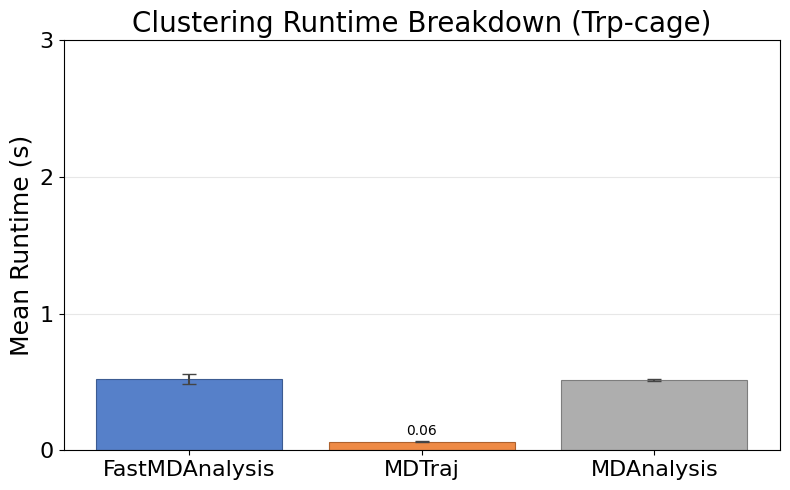 Clustering Runtime Breakdown (Trp-cage)
Mean Runtime (s)
3
2
1
0
0.06
FastMDAnalysis
MDTraj
MDAnalysis